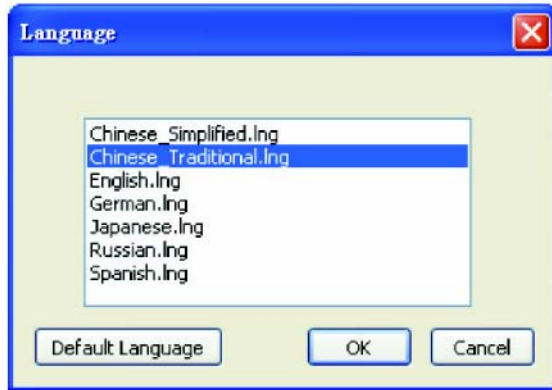 Language
Chinese_Simplified.lng
Chinese_Traditional.lng
English.lng
German.lng
Japanese.lng
Russian.lng
Spanish.lng
Default Language OK Cancel